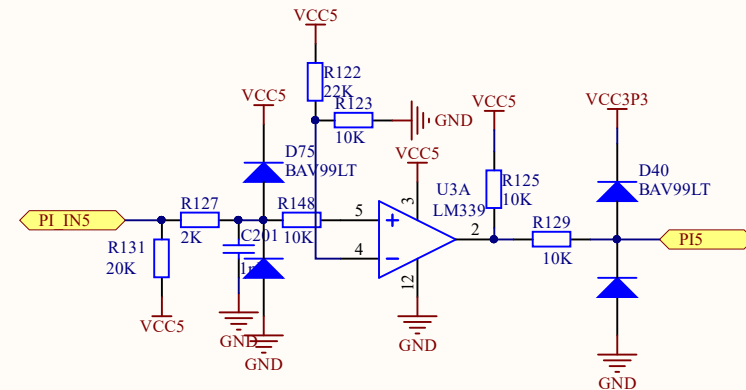 VCC5
R122
22K
R123
10K
GND
VCC5
D75
BAV99LT
VCC5
U3A
LM339
3
VCC5
R125
10K
VCC3P3
D40
BAV99LT
PI_IN5
R127
2K
R148
10K
5
4
2
12
R129
10K
PI5
R131
20K
C201
VCC5
GND
GND
GND
GND